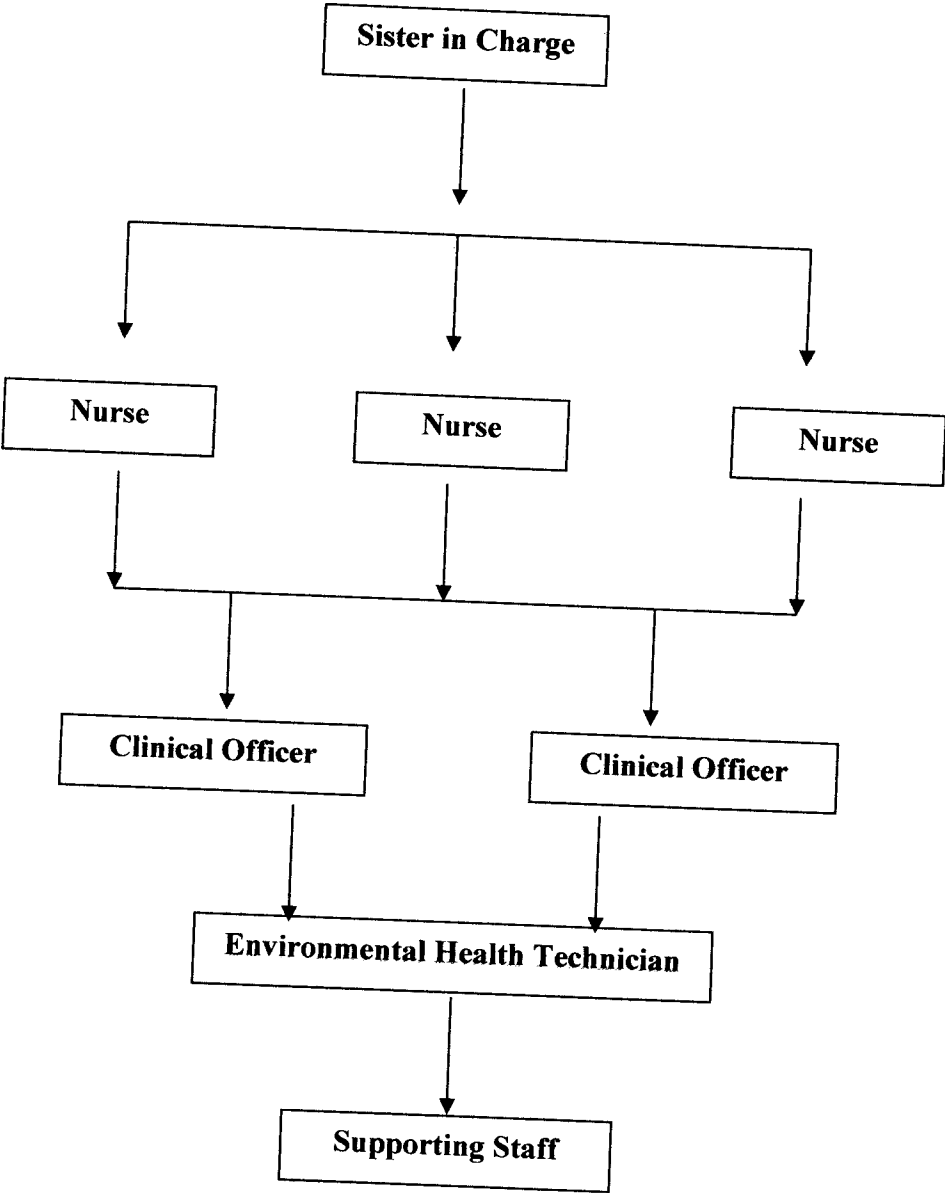 Sister in Charge
Nurse
Nurse
Nurse
Clinical Officer
Clinical Officer
Environmental Health Technician
Supporting Staff